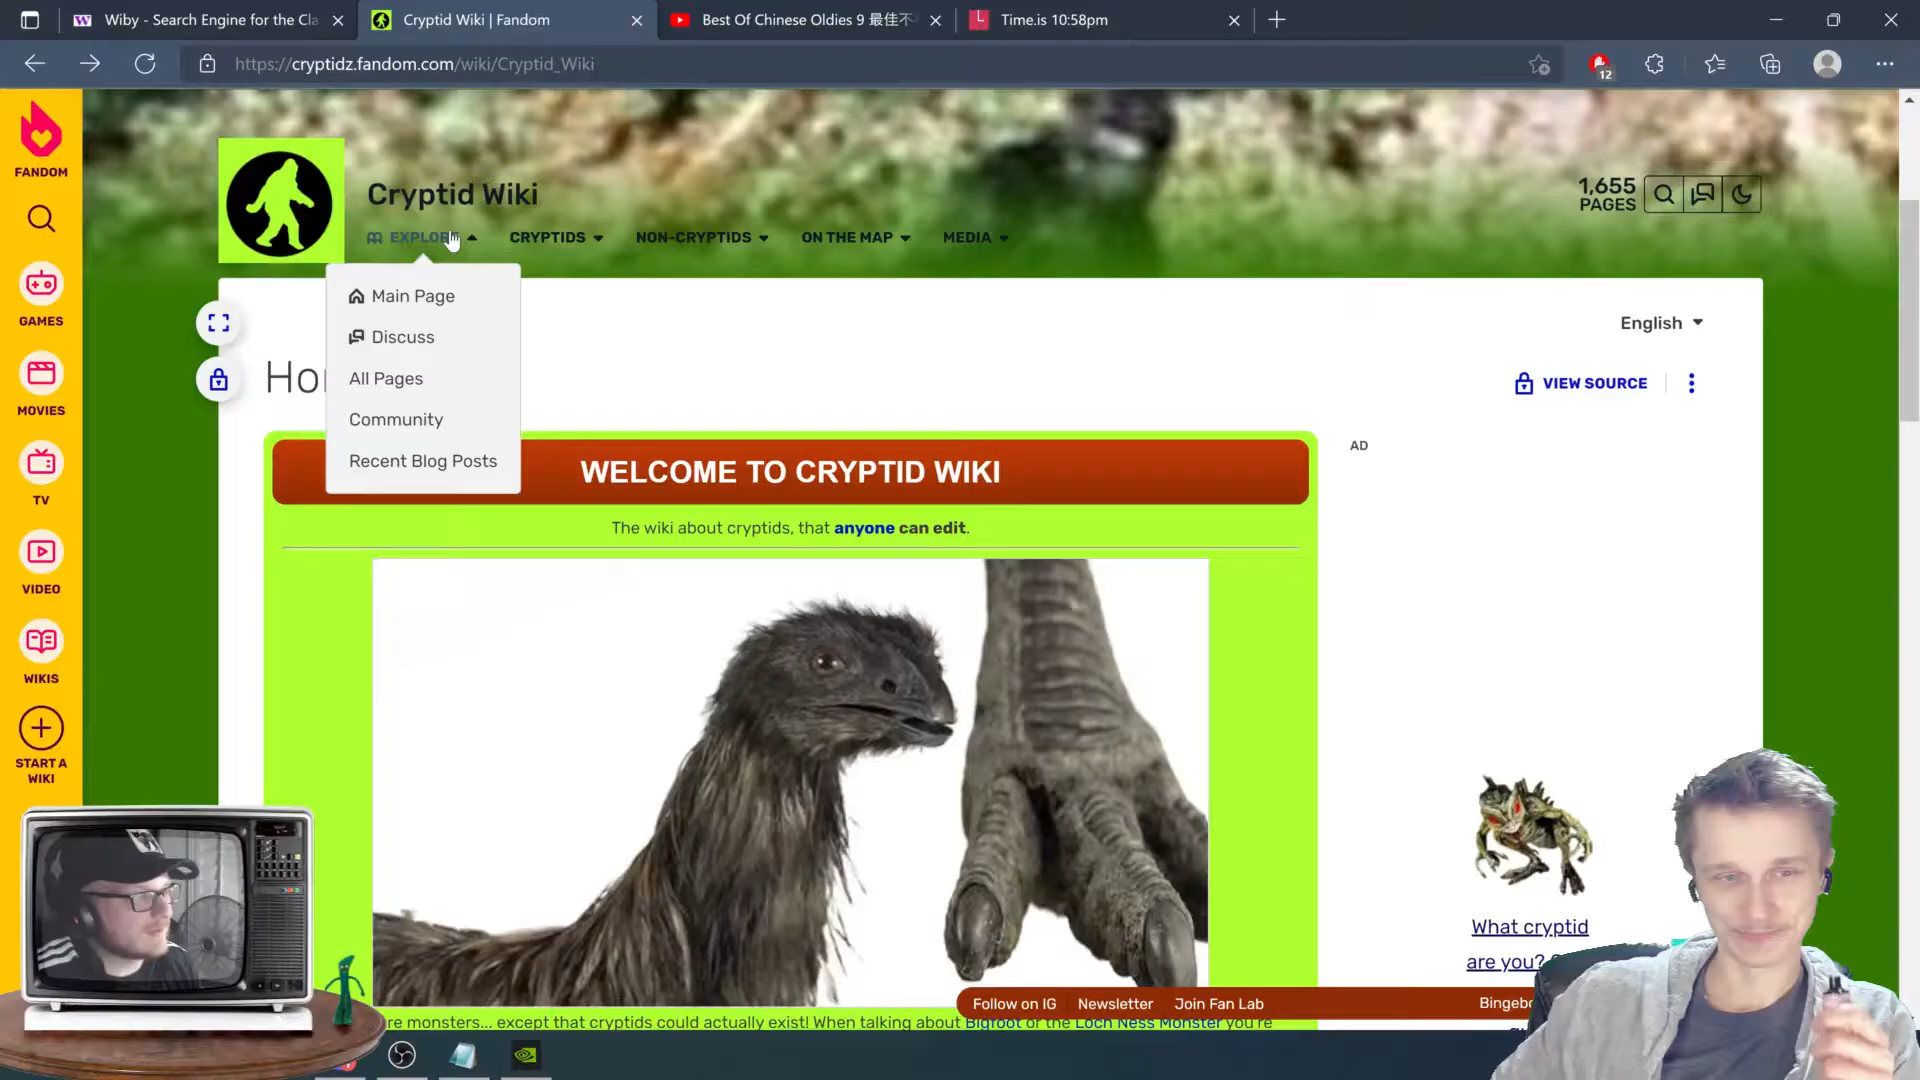 Wiby - Search Engine for the Cla
Cryptid Wiki | Fandom
Best Of Chinese Oldies 9 最佳不
Time.is 10:58pm
https://cryptidz.fandom.com/wiki/Cryptid_Wiki
12
FANDOM
GAMES
MOVIES
TV
VIDEO
WIKIS
START A
WIKI
Cryptid Wiki
1,655
PAGES
EXPLORE
CRYPTIDS
NON-CRYPTIDS
ON THE MAP
MEDIA
Main Page
Discuss
All Pages
Community
Recent Blog Posts
English
Ho
VIEW SOURCE
WELCOME TO CRYPTID WIKI
AD
The wiki about cryptids, that anyone can edit.
What cryptid
are you?
Follow on IG
Newsletter
Join Fan Lab
Bingebo
re monsters... except that cryptids could actually exist! When talking about Bigfoot or the Loch Ness Monster you're